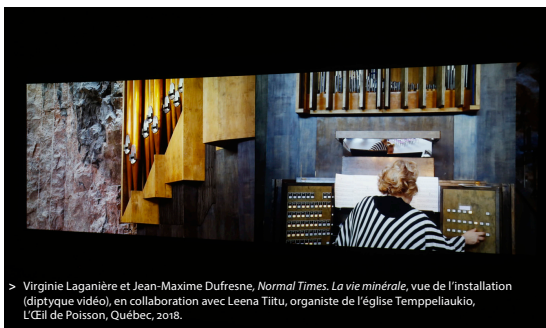 > Virginie Laganière et Jean-Maxime Dufresne, Normal Times. La vie minérale, vue de l’installation
(diptyque vidéo), en collaboration avec Leena Tiitu, organiste de l’église Temppeliaukio,
L’Œil de Poisson, Québec, 2018.